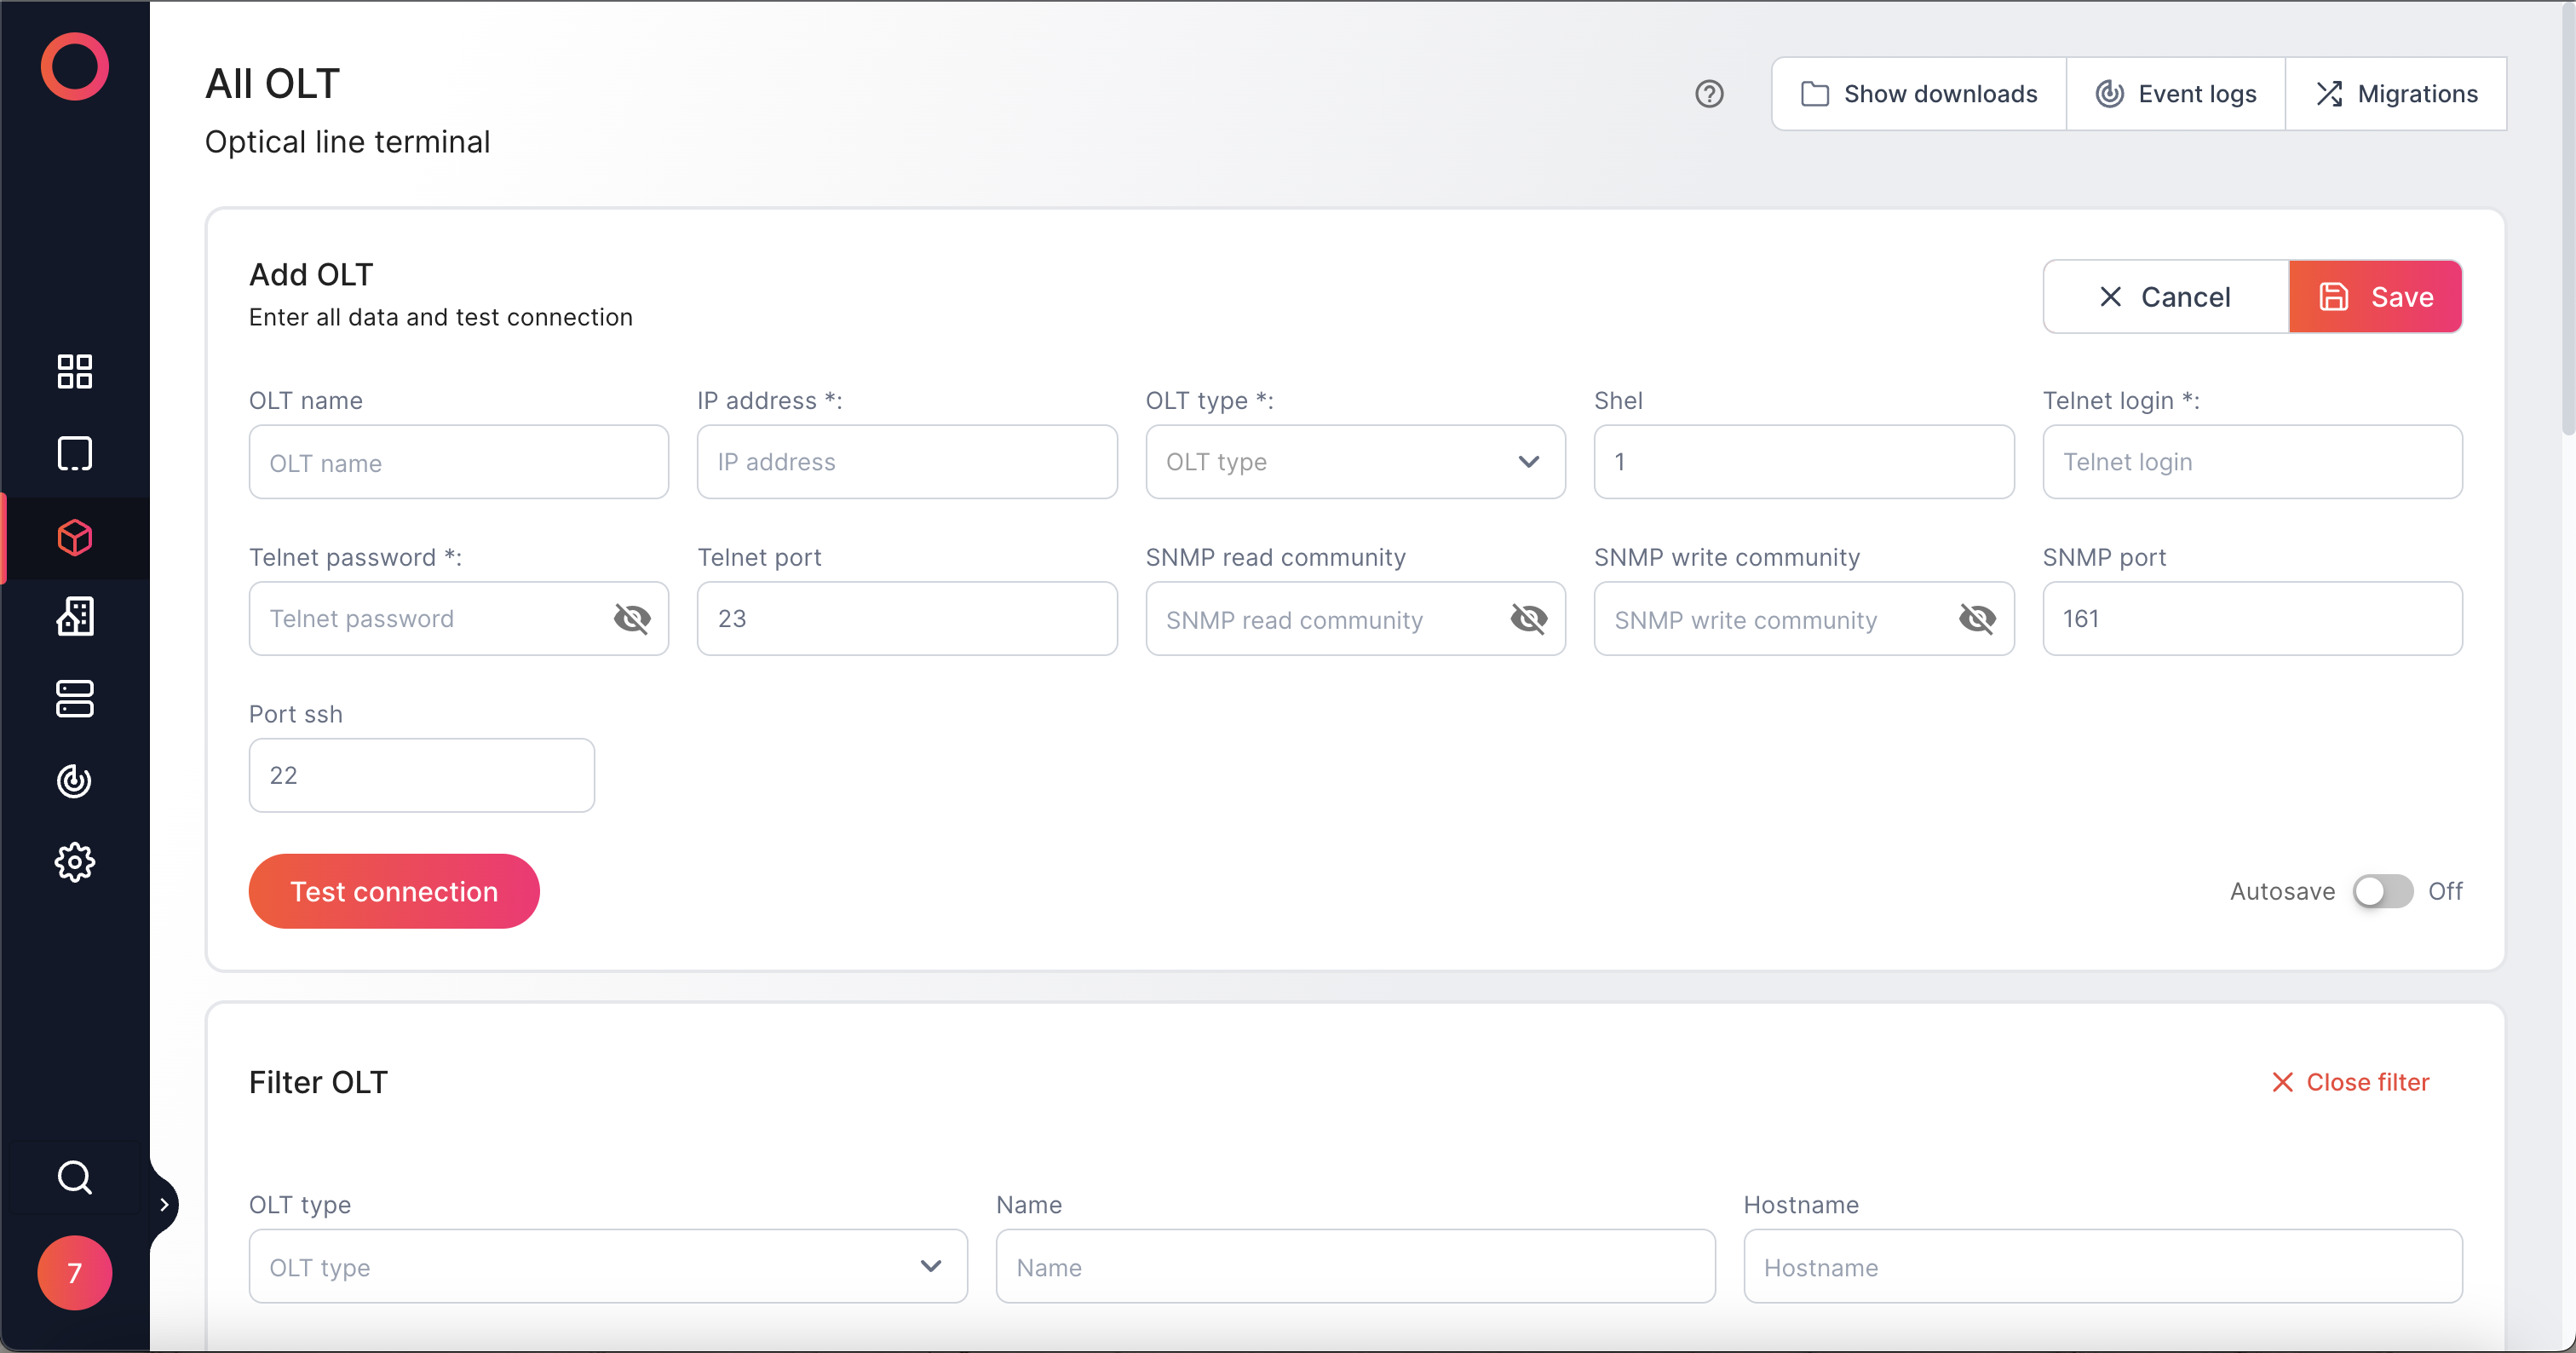 All OLT
Optical line terminal
Show downloads
Event logs
Migrations
Add OLT
Enter all data and test connection
Cancel
Save
OLT name
IP address *:
OLT type *:
Shel
Telnet login *:
OLT name
IP address
OLT type
1
Telnet login
Telnet password *:
Telnet port
SNMP read community
SNMP write community
SNMP port
Telnet password
23
SNMP read community
SNMP write community
161
Port ssh
22
Test connection
Autosave
Off
Filter OLT
Close filter
OLT type
Name
Hostname
OLT type
Name
Hostname
7